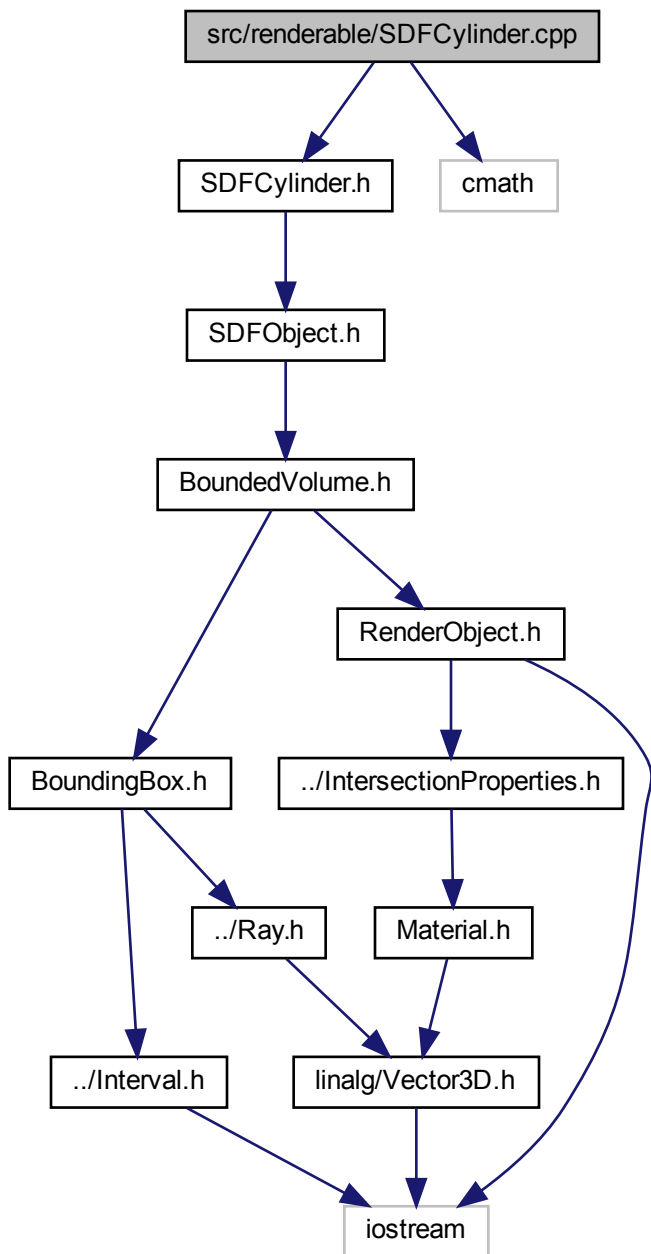 src/renderable/SDFCylinder.cpp
SDFCylinder.h
cmath
SDFObject.h
BoundedVolume.h
RenderObject.h
BoundingBox.h
../IntersectionProperties.h
../Ray.h
Material.h
../Interval.h
linalg/Vector3D.h
iostream